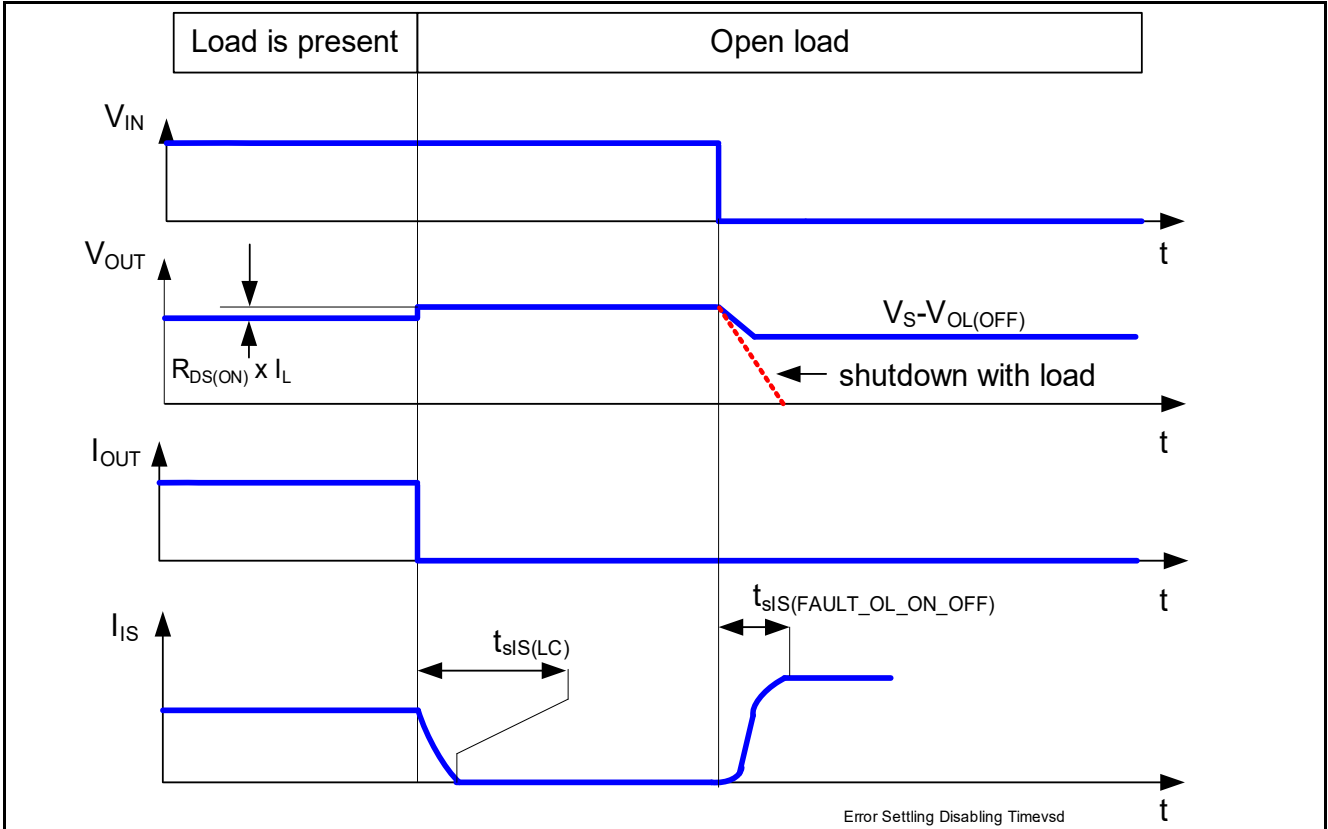 Load is present
Open load
V_IN
t
V_OUT
V_S-V_OL(OFF)
R_DS(ON) x I_L
shutdown with load
t
I_OUT
t
t_sIS(FAULT_OL_ON_OFF)
I_IS
t_sIS(LC)
t
Error Settling Disabling Timevsd